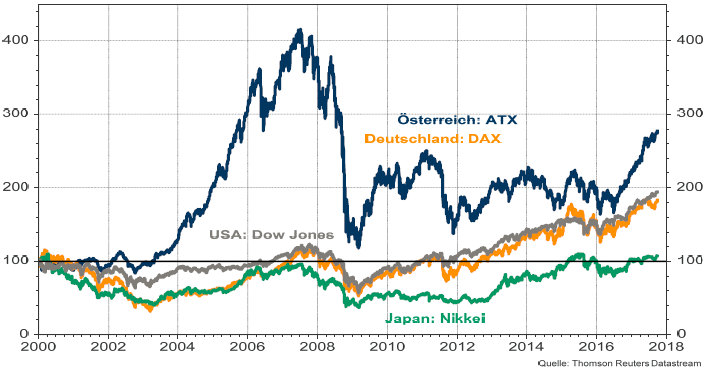 400
400
300
300
Österreich: ATX
Deutschland: DAX
200
200
USA: Dow Jones
100
100
Japan: Nikkei
0
0
2000 2002 2004 2006 2008 2010 2012 2014 2016 2018
Quelle: Thomson Reuters Datastream